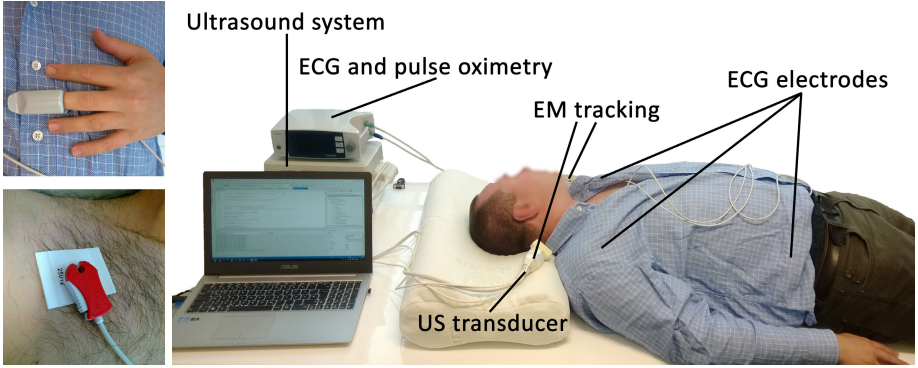 Ultrasound system
ECG and pulse oximetry
EM tracking
ECG electrodes
US transducer
ASUS